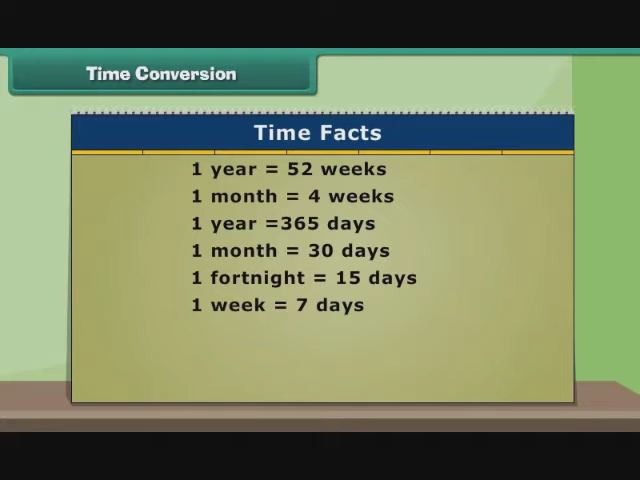 Time Conversion
Time Facts
1 year = 52 weeks
1 month = 4 weeks
1 year =365 days
1 month = 30 days
1 fortnight = 15 days
1 week = 7 days